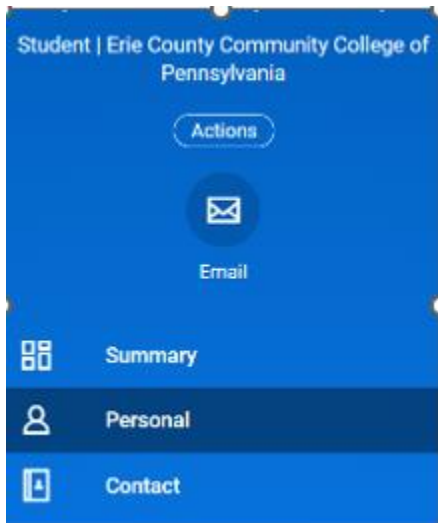 Student | Erie County Community College of
Pennsylvania
Actions
Email
Summary
Personal
Contact